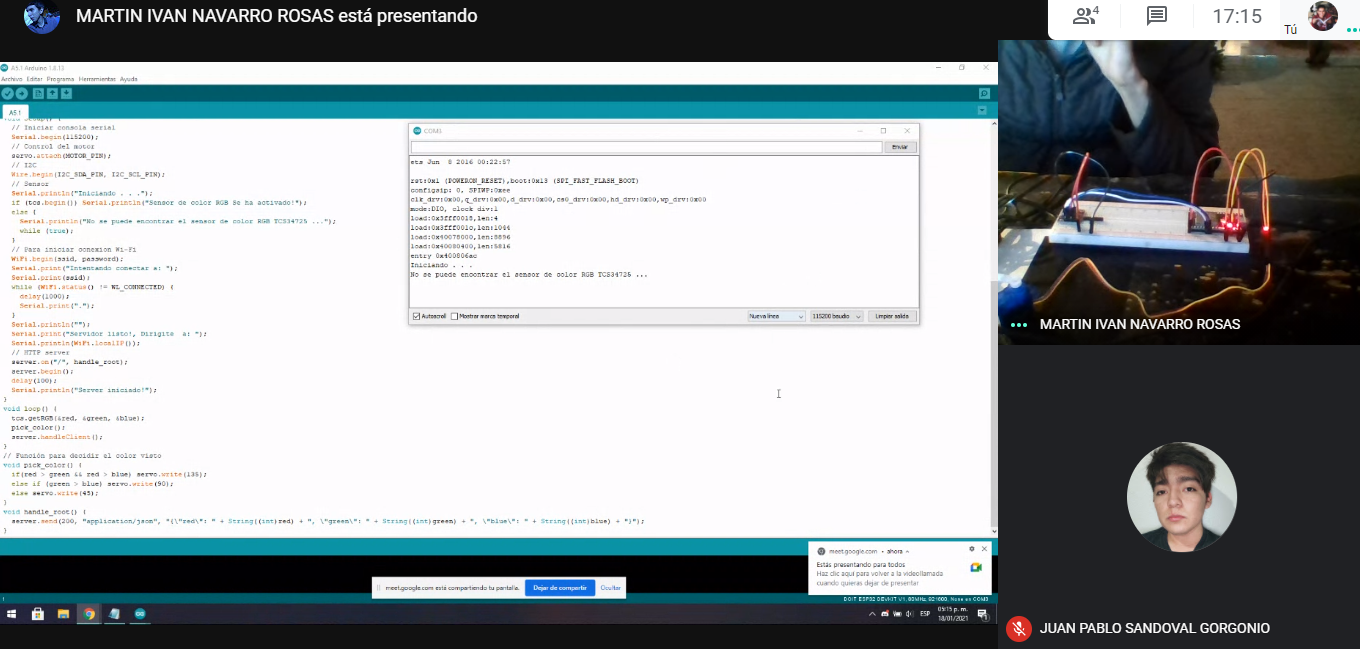 MARTIN IVAN NAVARRO ROSAS está presentando
4
17:15
Tú
A5.1 Arduino 1.8.13
Archivo Editar Programa Herramientas Ayuda
A5.1
void setup() {
// Iniciar consola serial
Serial.begin(115200);
// Control del motor
servo.attach(MOTOR_PIN);
// I2C
Wire.begin(I2C_SDA_PIN, I2C_SCL_PIN);
// Sensor
Serial.println("Iniciando . . .");
if (tcs.begin()) Serial.println("Sensor de color RGB Se ha activado!");
else {
Serial.println("No se puede encontrar el sensor de color RGB TCS34725 ...");
while (true);
}
// Para iniciar conexion Wi-Fi
WiFi.begin(ssid, password);
Serial.print("Intentando conectar a: ");
Serial.print(ssid);
while (WiFi.status() != WL_CONNECTED) {
delay(1000);
Serial.print(".");
}
Serial.println("");
Serial.print("Servidor listo!, Dirigite  a: ");
Serial.println(WiFi.localIP());
// HTTP server
server.on("/", handle_root);
server.begin();
delay(100);
Serial.println("Server iniciado!");
}
void loop() {
tcs.getRGB(&red, &green, &blue);
pick_color();
server.handleClient();
}
// Función para decidir el color visto
void pick_color() {
if(red > green && red > blue) servo.write(135);
else if (green > blue) servo.write(90);
else servo.write(45);
}
void handle_root() {
server.send(200, "application/json", "{\"red\": " + String((int)red) + ", \"green\": " + String((int)green) + ", \"blue\": " + String((int)blue) + "}");
}
COM3
Enviar
ets Jun  8 2016 00:22:57
rst:0x1 (POWERON_RESET),boot:0x13 (SPI_FAST_FLASH_BOOT)
configsip: 0, SPIWP:0xee
clk_drv:0x00,q_drv:0x00,d_drv:0x00,cs0_drv:0x00,hd_drv:0x00,wp_drv:0x00
mode:DIO, clock div:1
load:0x3fff0018,len:4
load:0x3fff001c,len:1044
load:0x40078000,len:8896
load:0x40080400,len:5816
entry 0x400806ac
Iniciando . . .
No se puede encontrar el sensor de color RGB TCS34725 ...
Autoscroll Mostrar marca temporal Nueva línea 115200 baudio Limpiar salida
MARTIN IVAN NAVARRO ROSAS
meet.google.com • ahora
Estás presentando para todos
Haz clic aquí para volver a la videollamada
cuando quieras dejar de presentar
meet.google.com está compartiendo tu pantalla. Dejar de compartir Ocultar
ESP 05:15 p. m.
18/01/2021
JUAN PABLO SANDOVAL GORGONIO